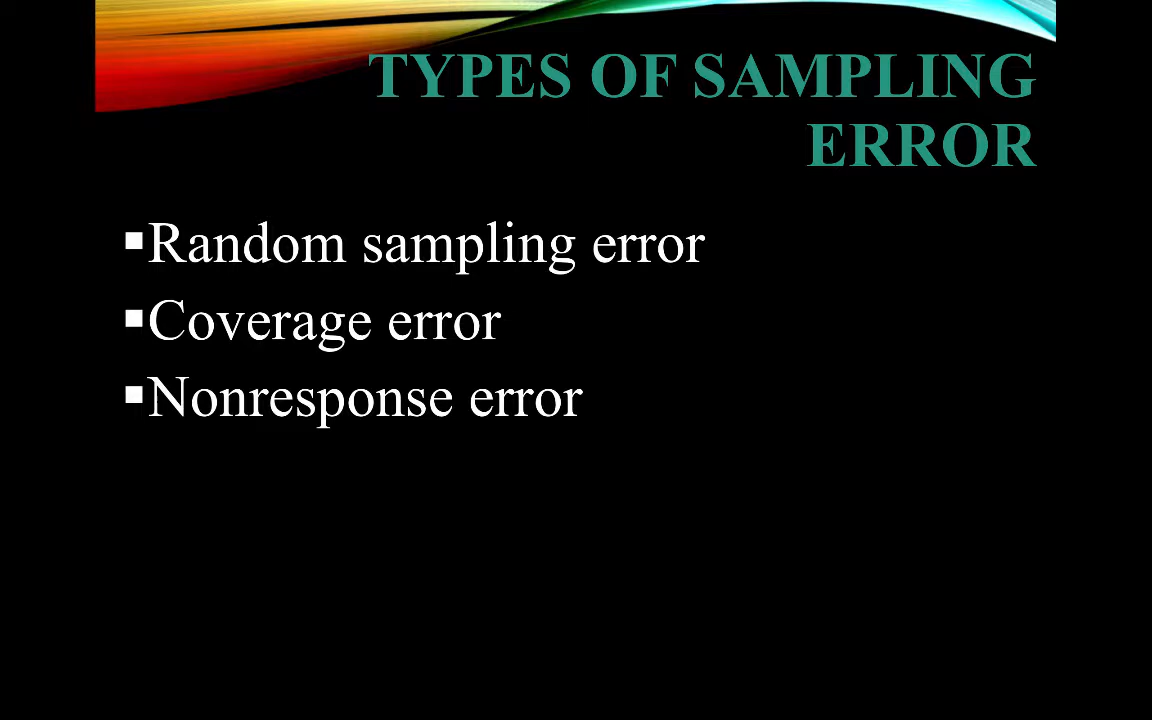 TYPES OF SAMPLING
ERROR
▪Random sampling error
▪Coverage error
▪Nonresponse error